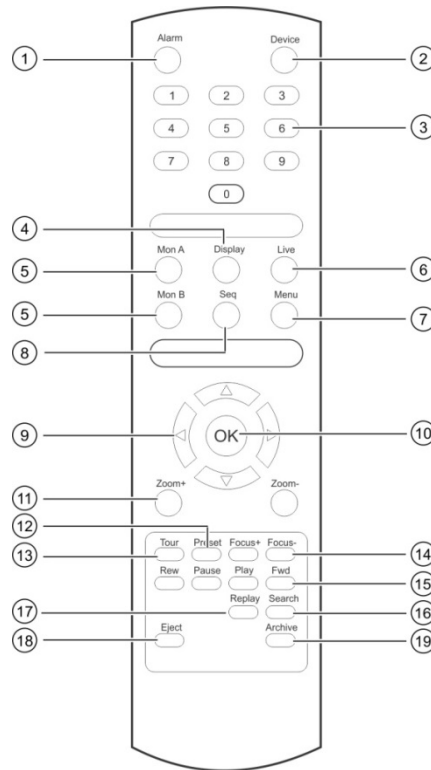 Alarm Device
1 2
1 2 3
4 5 6 3
7 8 9
0
4
Mon A Display Live
5 6
Mon B Seq Menu
5 7
8
9 OK 10
Zoom+ Zoom-
11
12
Tour Preset Focus+ Focus-
13 14
Rew Pause Play Fwd
15
Replay Search
17 16
Eject Archive
18 19